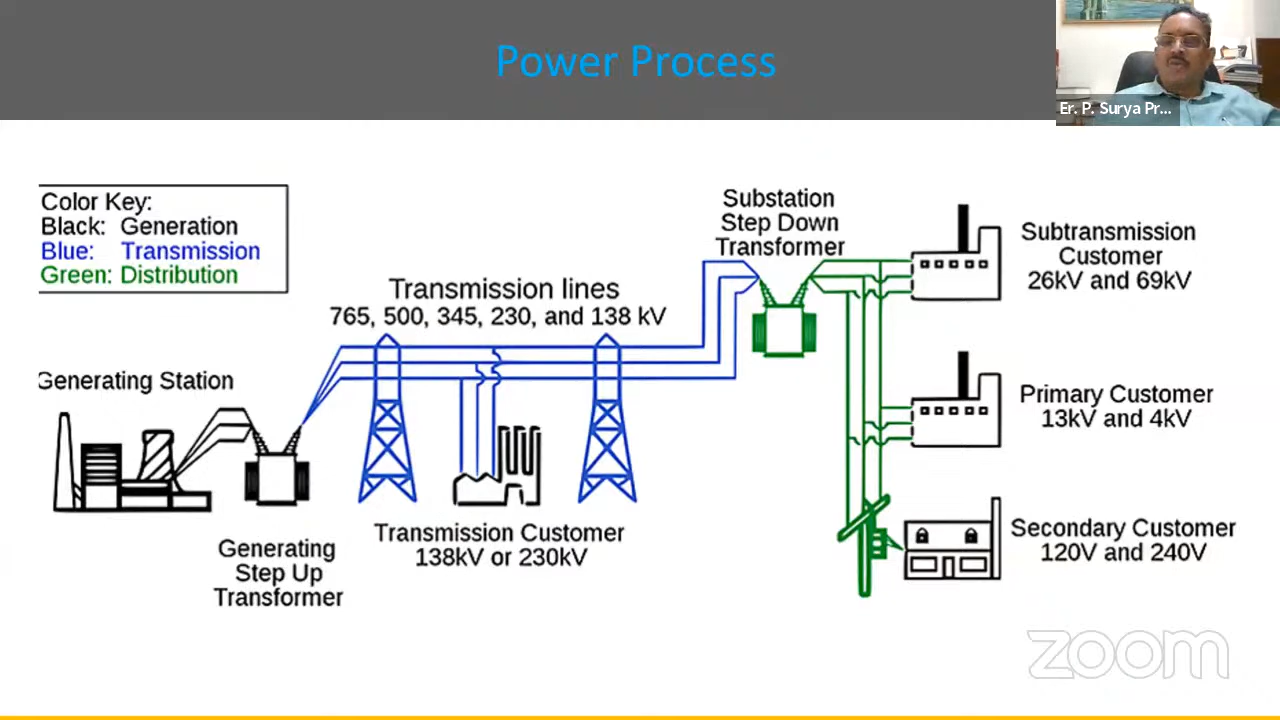 Power Process
Er. P. Surya Pr...
Color Key:
Black: Generation
Blue: Transmission
Green: Distribution
Substation
Step Down
Transformer
Subtransmission
Customer
26kV and 69kV
Transmission lines
765, 500, 345, 230, and 138 kV
Generating Station
Primary Customer
13kV and 4kV
Transmission Customer
138kV or 230kV
Secondary Customer
120V and 240V
Generating
Step Up
Transformer
zoom